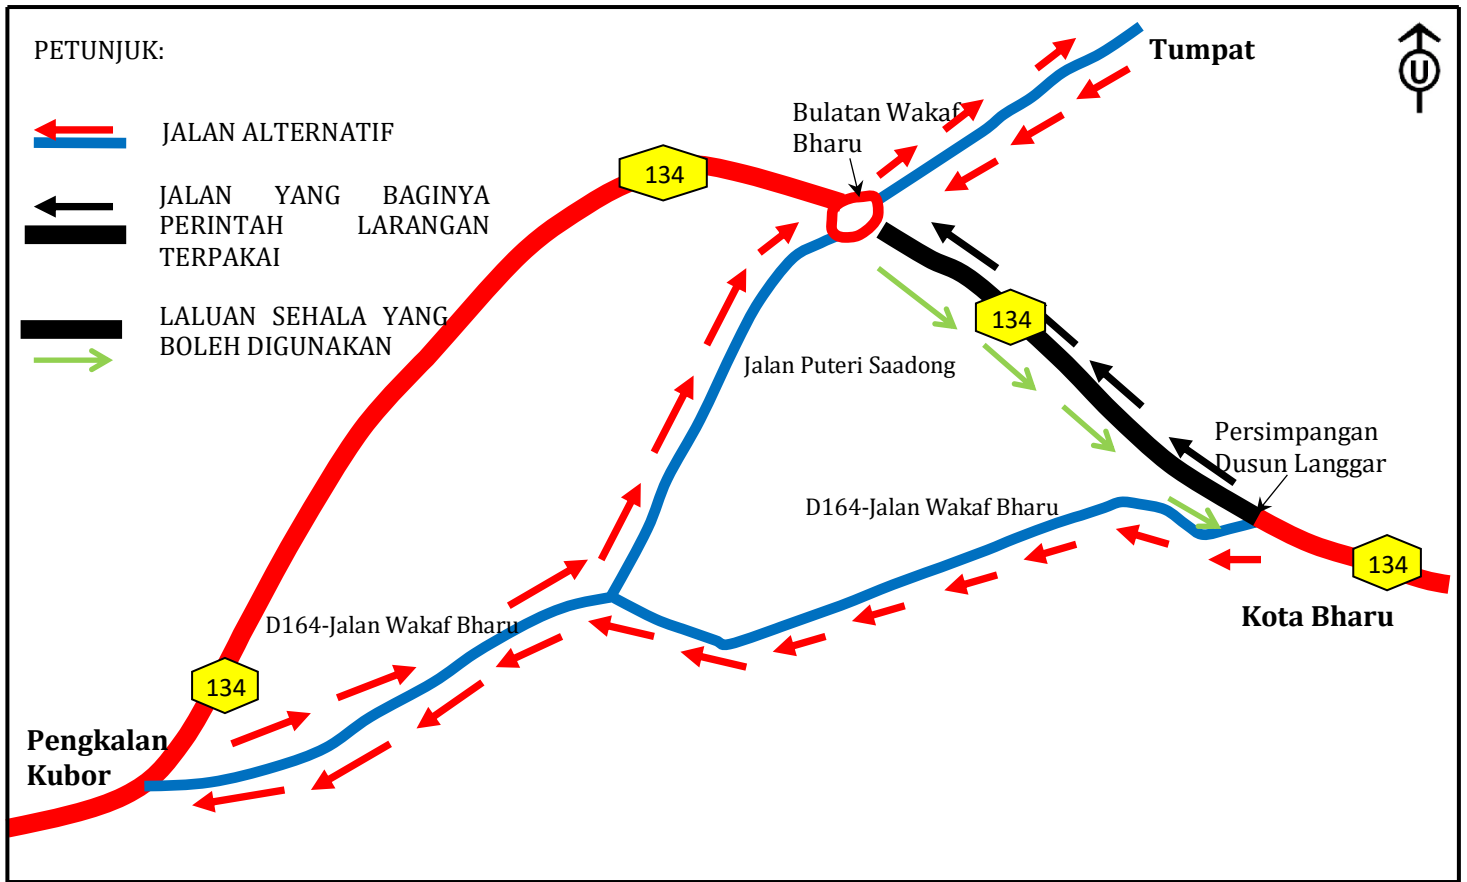 PETUNJUK:
JALAN ALTERNATIF
JALAN YANG BAGINYA
PERINTAH LARANGAN
TERPAKAI
LALUAN SEHALA YANG
BOLEH DIGUNAKAN
Tumpat
U
Bulatan Wakaf
Bharu
134
134
Jalan Puteri Saadong
Persimpangan
Dusun Langgar
D164-Jalan Wakaf Bharu
134
Kota Bharu
D164-Jalan Wakaf Bharu
134
Pengkalan
Kubor